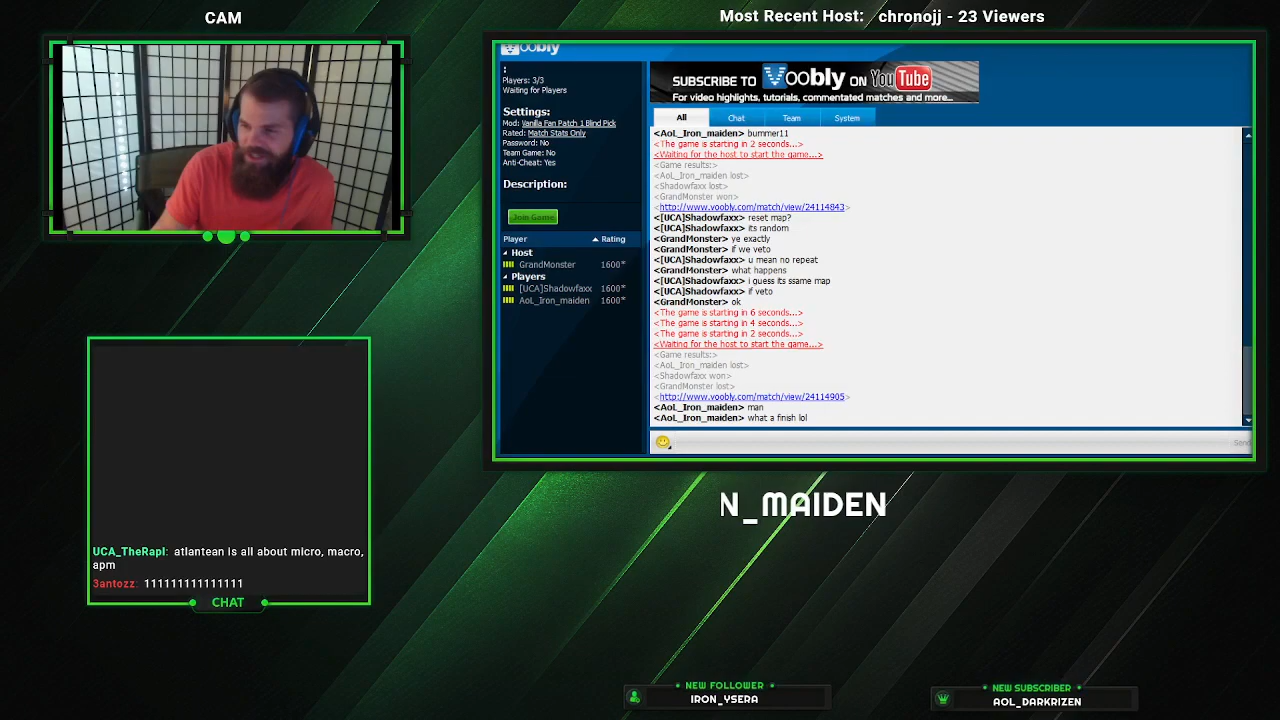 CAM
Most Recent Host: chronojj - 23 Viewers
Voobly
:
Players: 3/3
Waiting for Players
Settings:
Mod: Vanilla Fan Patch 1 Blind Pick
Rated: Match Stats Only
Password: No
Team Game: No
Anti-Cheat: Yes
Description:
Join Game
Player Rating
Host
GrandMonster 1600*
Players
[UCA]Shadowfaxx 1600*
AoL_Iron_maiden 1600*
SUBSCRIBE TO Voobly ON YouTube
For video highlights, tutorials, commentated matches and more...
All Chat Team System
<AoL_Iron_maiden> bummer11
<The game is starting in 2 seconds...>
<Waiting for the host to start the game...>
<Game results:>
<AoL_Iron_maiden lost>
<Shadowfaxx lost>
<GrandMonster won>
<http://www.voobly.com/match/view/24114843>
<[UCA]Shadowfaxx> reset map?
<[UCA]Shadowfaxx> its random
<GrandMonster> ye exactly
<GrandMonster> if we veto
<[UCA]Shadowfaxx> u mean no repeat
<GrandMonster> what happens
<[UCA]Shadowfaxx> i guess its ssame map
<[UCA]Shadowfaxx> if veto
<GrandMonster> ok
<The game is starting in 6 seconds...>
<The game is starting in 4 seconds...>
<The game is starting in 2 seconds...>
<Waiting for the host to start the game...>
<Game results:>
<AoL_Iron_maiden lost>
<Shadowfaxx won>
<GrandMonster lost>
<http://www.voobly.com/match/view/24114905>
<AoL_Iron_maiden> man
<AoL_Iron_maiden> what a finish lol
Send
N_MAIDEN
UCA_TheRapI: atlantean is all about micro, macro,
apm
3antozz: 111111111111111
CHAT
NEW FOLLOWER
IRON_YSERA
NEW SUBSCRIBER
AOL_DARKRIZEN